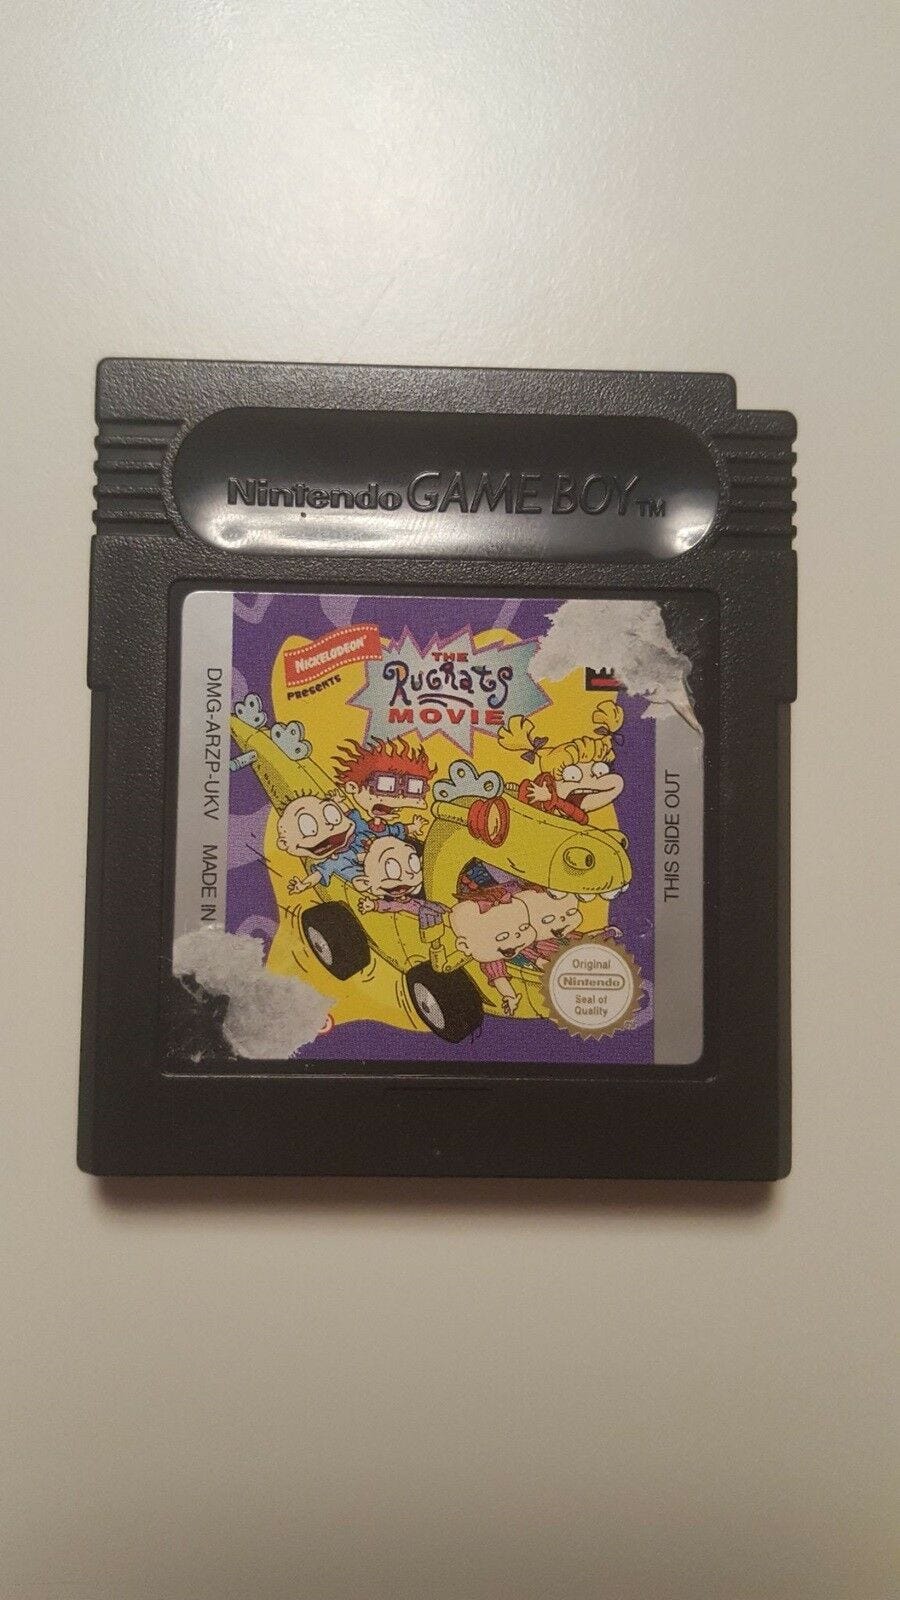 Nintendo GAME BOY TM
NICKELODEON
PRESENTS
THE
RUGRATS
MOVIE
DMG-ARZP-UKV MADE IN
THIS SIDE OUT
Original
Nintendo
Seal of
Quality